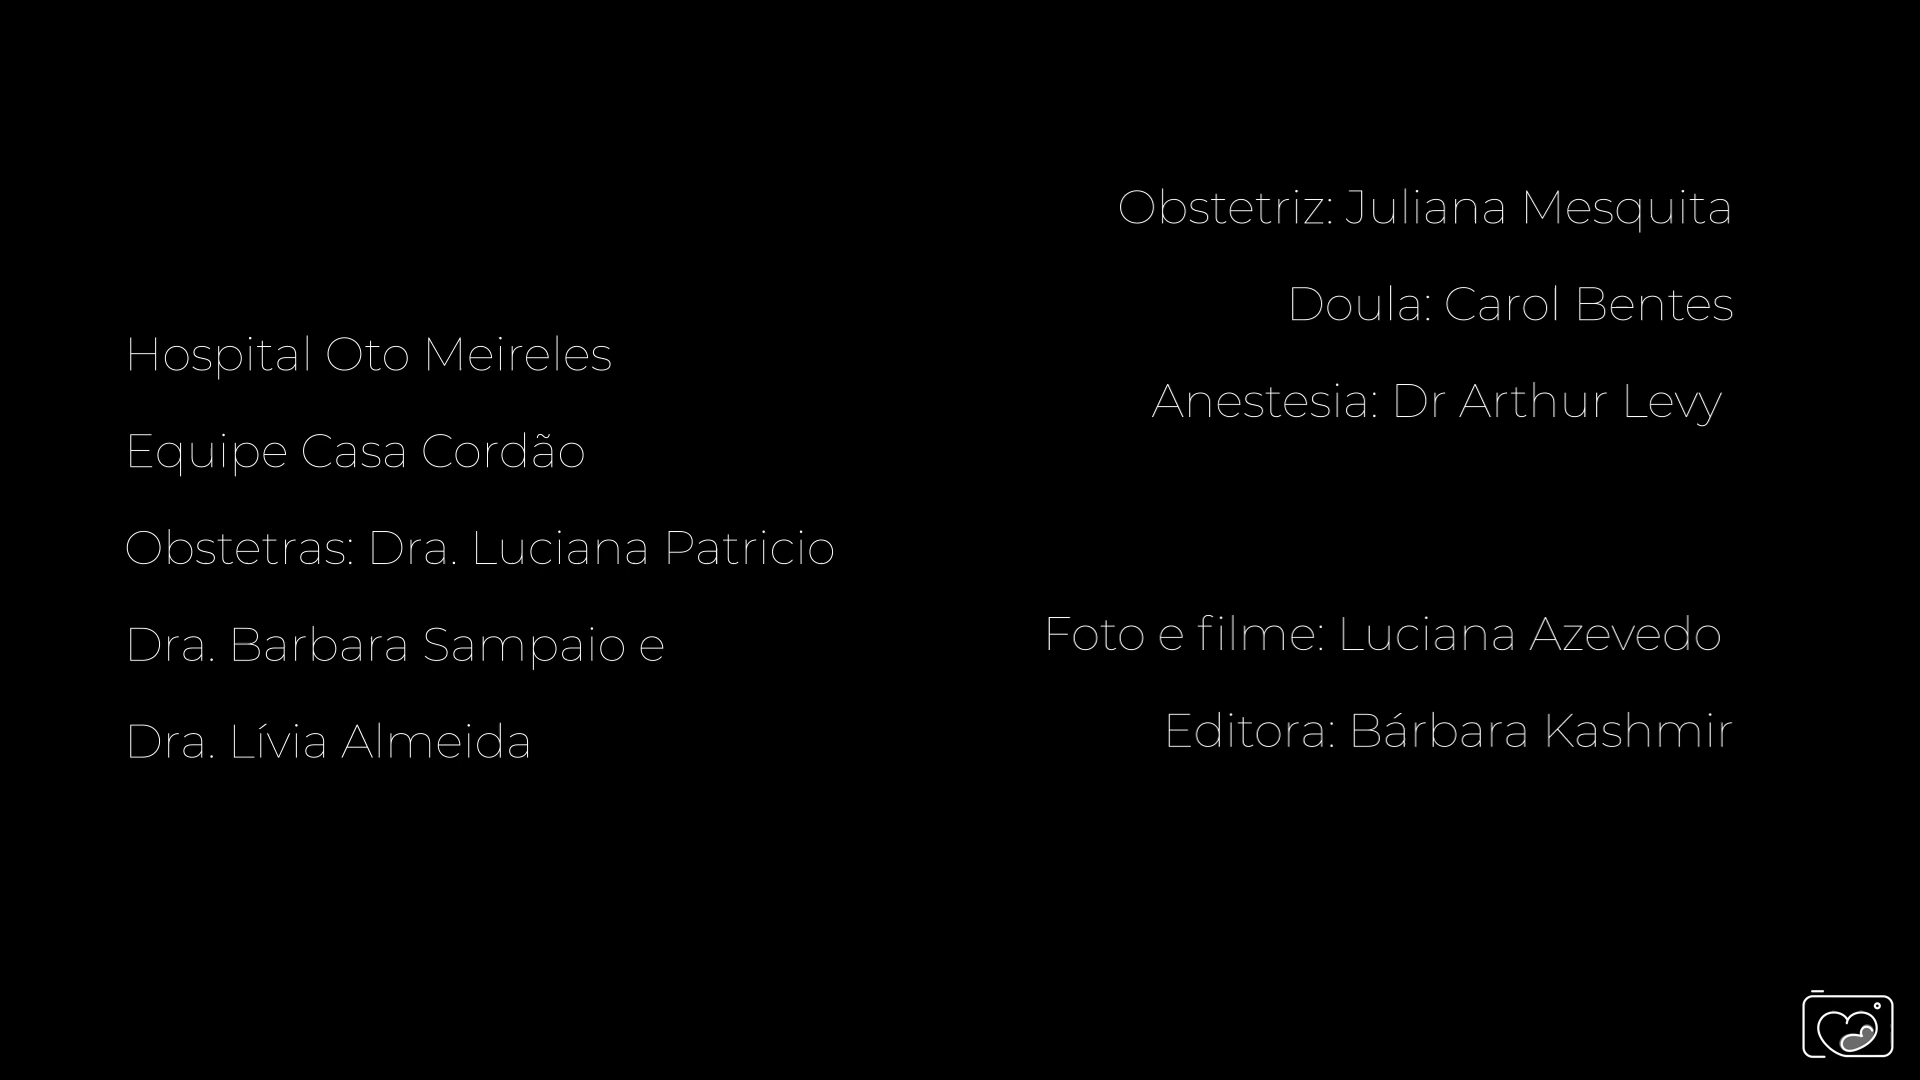 Hospital Oto Meireles
Equipe Casa Cordão
Obstetras: Dra. Luciana Patricio
Dra. Barbara Sampaio e
Dra. Lívia Almeida
Obstetriz: Juliana Mesquita
Doula: Carol Bentes
Anestesia: Dr Arthur Levy
Foto e filme: Luciana Azevedo
Editora: Bárbara Kashmir